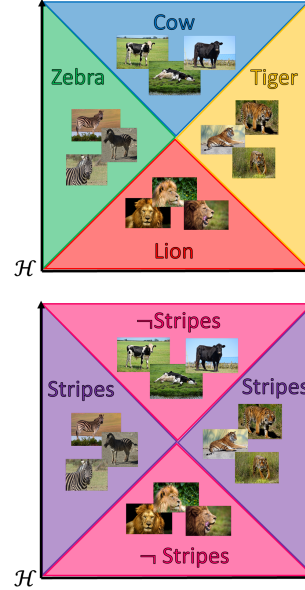 Cow
Zebra
Tiger
Lion
ℋ
¬Stripes
Stripes
Stripes
¬ Stripes
ℋ